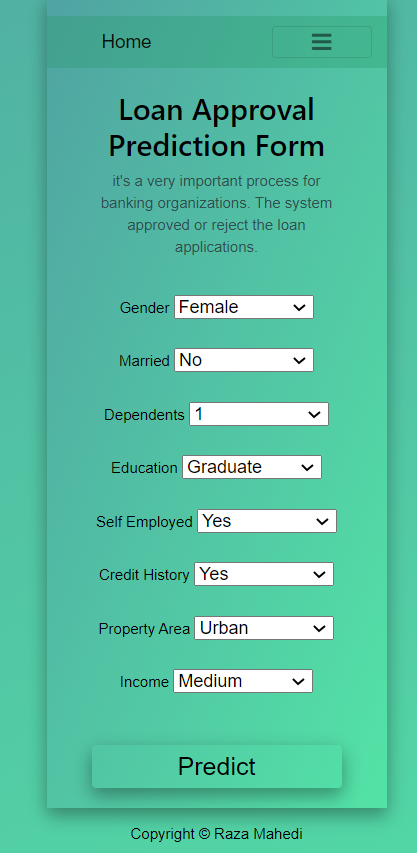 Home
Loan Approval
Prediction Form
it's a very important process for
banking organizations. The system
approved or reject the loan
applications.
Gender Female
Married No
Dependents 1
Education Graduate
Self Employed Yes
Credit History Yes
Property Area Urban
Income Medium
Predict
Copyright © Raza Mahedi